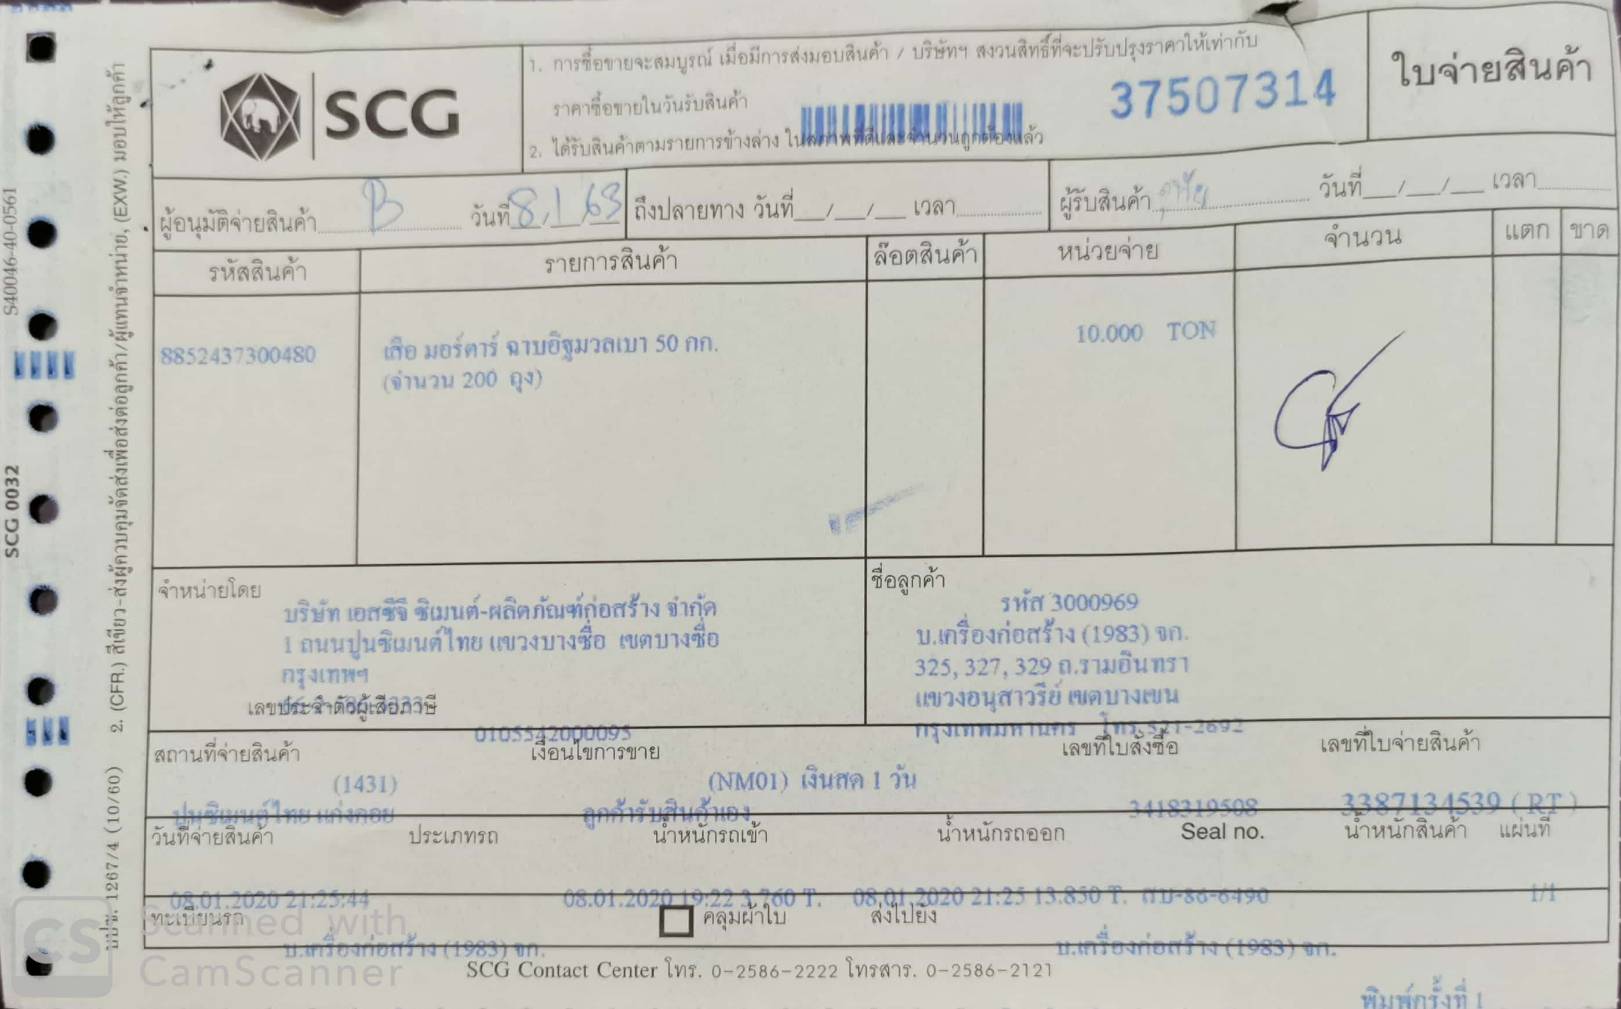 SCG
1. การซื้อขายจะสมบูรณ์ เมื่อมีการส่งมอบสินค้า / บริษัทฯ สงวนสิทธิ์ที่จะปรับปรุงราคาให้เท่ากับ
ราคาซื้อขายในวันรับสินค้า
37507314
2. ได้รับสินค้าตามรายการข้างล่าง ในสภาพที่ดีและจำนวนถูกต้องแล้ว
ใบจ่ายสินค้า
ผู้อนุมัติจ่ายสินค้า B วันที่ 8/1/63
ถึงปลายทาง วันที่__/__/__ เวลา
ผู้รับสินค้า วันที่__/__/__ เวลา
รหัสสินค้า รายการสินค้า ล๊อตสินค้า หน่วยจ่าย จำนวน แตก ขาด
8852437300480 เสือ มอร์ตาร์ ฉาบอิฐมวลเบา 50 กก. 10.000 TON
(จำนวน 200 ถุง)
จำหน่ายโดย
บริษัท เอสซีจี ซิเมนต์-ผลิตภัณฑ์ก่อสร้าง จำกัด
1 ถนนปูนซิเมนต์ไทย แขวงบางซื่อ เขตบางซื่อ
กรุงเทพฯ
เลขประจำตัวผู้เสียภาษี
0105542000095
ชื่อลูกค้า
รหัส 3000969
บ.เครื่องก่อสร้าง (1983) จก.
325, 327, 329 ถ.รามอินทรา
แขวงอนุสาวรีย์ เขตบางเขน
กรุงเทพมหานคร โทร.521-2692
สถานที่จ่ายสินค้า เงื่อนไขการขาย เลขที่ใบสั่งซื้อ เลขที่ใบจ่ายสินค้า
(1431) (NM01) เงินสด 1 วัน
ปูนซิเมนต์ไทย แก่งคอย ลูกค้ารับสินค้าเอง 3418319508 3387134539 ( RT )
วันที่จ่ายสินค้า ประเภทรถ น้ำหนักรถเข้า น้ำหนักรถออก Seal no. น้ำหนักสินค้า แผ่นที่
08.01.2020 21:25:44 08.01.2020 19:22 3.760 T. 08.01.2020 21:25 13.850 T. สบ-86-6490 1/1
ทะเบียนรถ คลุมผ้าใบ ส่งไปยัง
บ.เครื่องก่อสร้าง (1983) จก. บ.เครื่องก่อสร้าง (1983) จก.
SCG Contact Center โทร. 0-2586-2222 โทรสาร. 0-2586-2121
พิมพ์ครั้งที่ 1
S40046-40-0561
SCG 0032
2. (CFR.) สีเขียว-ส่งผู้ควบคุมจัดส่งเพื่อส่งต่อลูกค้า/ผู้แทนจำหน่าย, (EXW.) มอบให้ลูกค้า
1267/4 (10/60)
CS
Scanned with
CamScanner